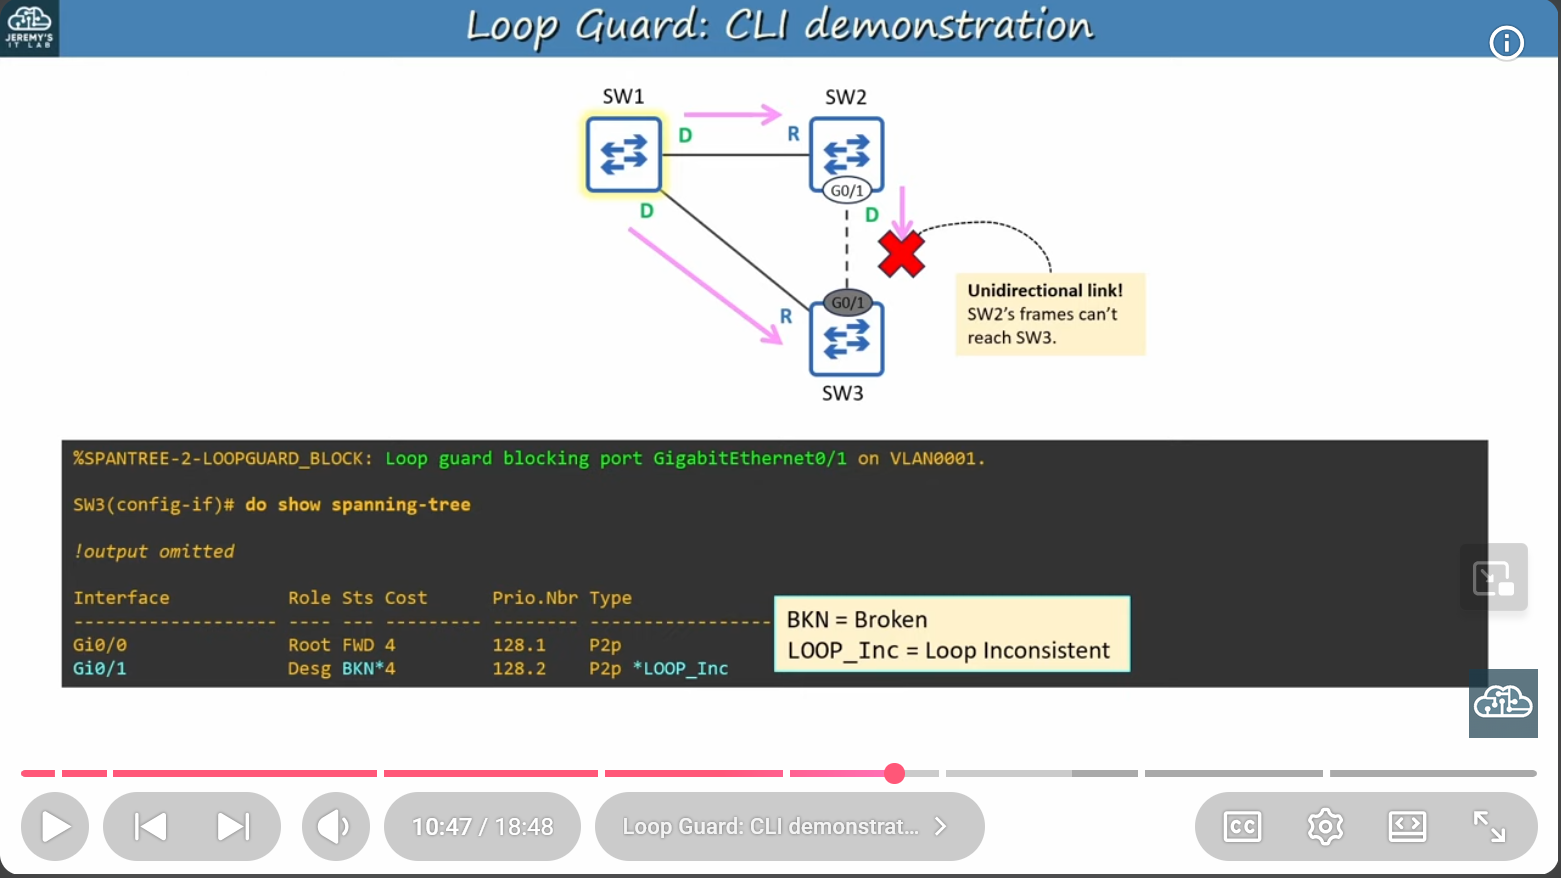 JEREMY'S
IT LAB
Loop Guard: CLI demonstration
SW1
SW2
D
R
G0/1
D
D
Unidirectional link!
SW2's frames can't
reach SW3.
G0/1
R
SW3
%SPANTREE-2-LOOPGUARD_BLOCK: Loop guard blocking port GigabitEthernet0/1 on VLAN0001.
SW3(config-if)# do show spanning-tree
!output omitted
Interface Role Sts Cost Prio.Nbr Type
------------------- ---- --- --------- -------- -----------------
Gi0/0 Root FWD 4 128.1 P2p
Gi0/1 Desg BKN*4 128.2 P2p *LOOP_Inc
BKN = Broken
LOOP_Inc = Loop Inconsistent
10:47 / 18:48
Loop Guard: CLI demonstrat...
CC